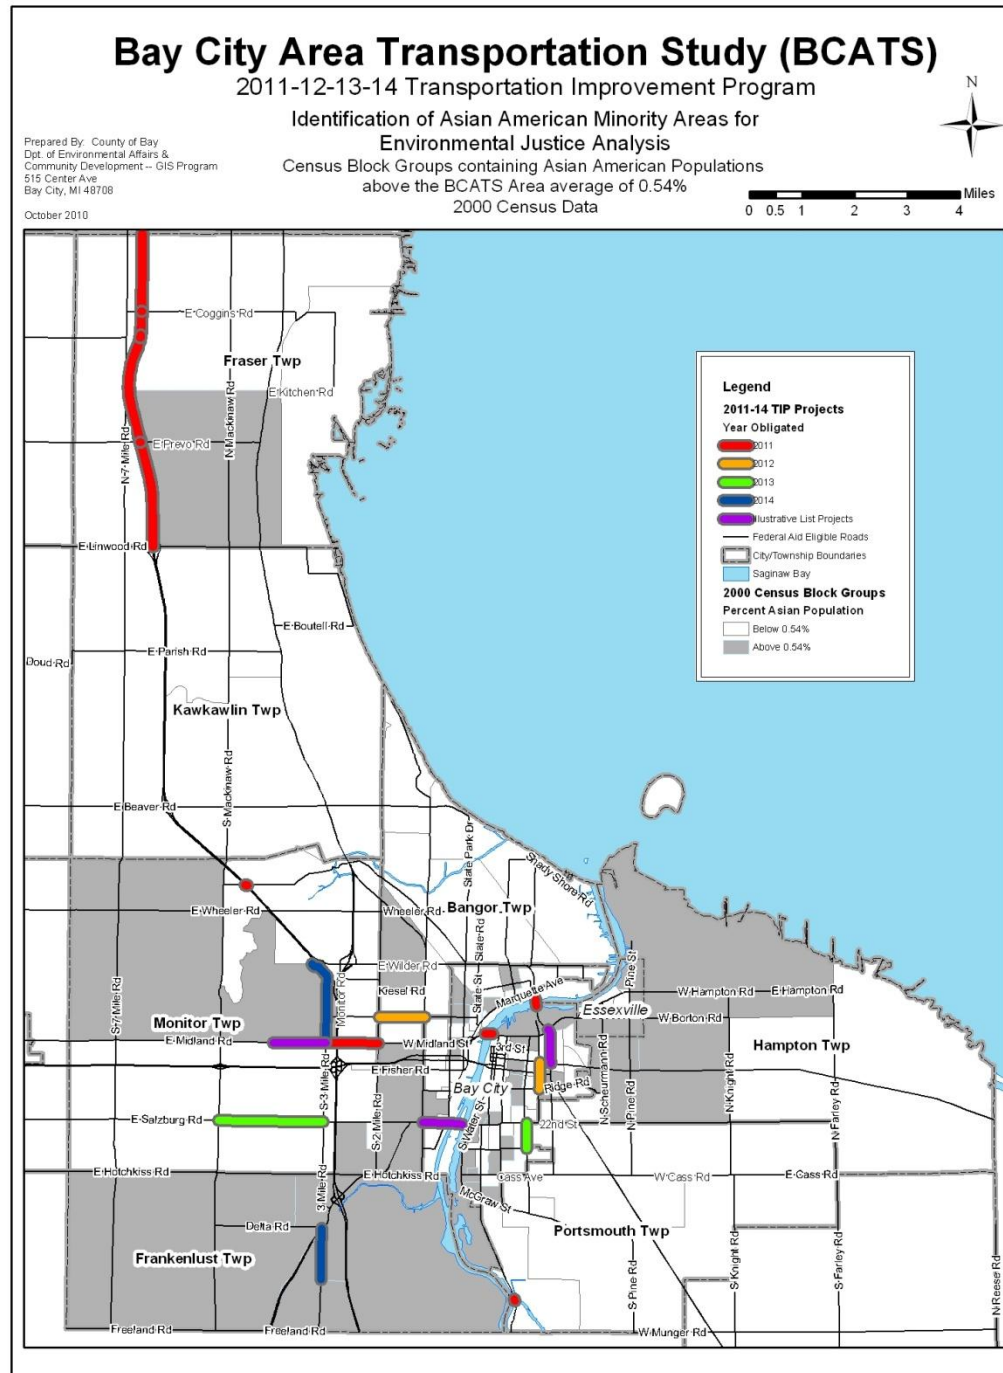 Bay City Area Transportation Study (BCATS)
2011-12-13-14 Transportation Improvement Program
Identification of Asian American Minority Areas for
Environmental Justice Analysis
Census Block Groups containing Asian American Populations
above the BCATS Area average of 0.54%
2000 Census Data
Prepared By: County of Bay
Dpt. of Environmental Affairs &
Community Development -- GIS Program
515 Center Ave
Bay City, MI 48708
October 2010
N
Miles
0 0.5 1 2 3 4
E Coggins Rd
Fraser Twp
E Kitchen Rd
N Mackinaw Rd
N 7 Mile Rd
E Prevo Rd
E Linwood Rd
Legend
2011-14 TIP Projects
Year Obligated
2011
2012
2013
2014
Illustrative List Projects
Federal Aid Eligible Roads
City/Township Boundaries
Saginaw Bay
2000 Census Block Groups
Percent Asian Population
Below 0.54%
Above 0.54%
E Boutell Rd
E Parish Rd
Doud Rd
Kawkawlin Twp
S Mackinaw Rd
E Beaver Rd
State Park Dr
Shady Shore Rd
E Wheeler Rd
Wheeler Rd
Bangor Twp
State Rd
E Wilder Rd
Pine St
Monitor Rd
Kiesel Rd
State St
Marquette Ave
W Hampton Rd
E Hampton Rd
S 7 Mile Rd
Monitor Twp
Essexville
W Borton Rd
E Midland Rd
W Midland St
3rd St
Hampton Twp
E Fisher Rd
Bay City
Ridge Rd
S 3 Mile Rd
S 2 Mile Rd
S Water St
N Scheurmann Rd
N Pine Rd
N Knight Rd
N Farley Rd
E Salzburg Rd
22nd St
E Hotchkiss Rd
E Hotchkiss Rd
Cass Ave
W Cass Rd
E Cass Rd
3 Mile Rd
McGraw St
Delta Rd
Portsmouth Twp
Frankenlust Twp
S Pine Rd
S Knight Rd
S Farley Rd
N Reese Rd
Freeland Rd
Freeland Rd
W Munger Rd